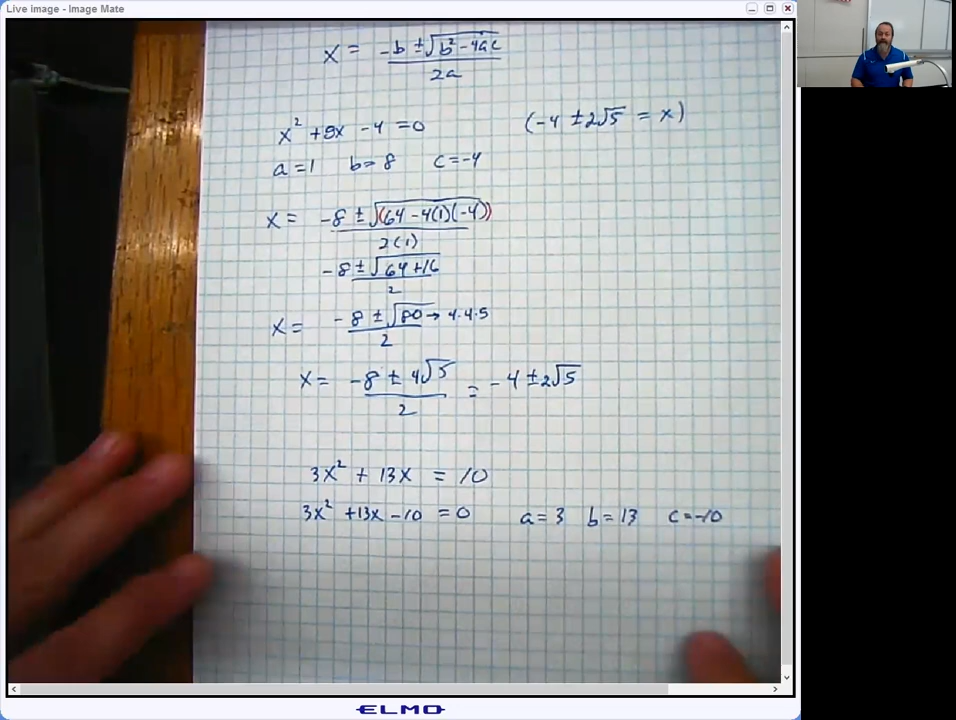 Live image - Image Mate
x = -b ±√b² - 4ac
2a
x² + 8x - 4 = 0 (-4 ± 2√5 = x)
a = 1 b = 8 c = -4
x = -8 ± √(64 - 4(1)(-4))
2(1)
-8 ± √64 + 16
2
x = -8 ± √80 → 4·4·5
2
x = -8 ± 4√5 = -4 ± 2√5
2
3x² + 13x = 10
3x² + 13x - 10 = 0 a = 3 b = 13 c = -10
ELMO